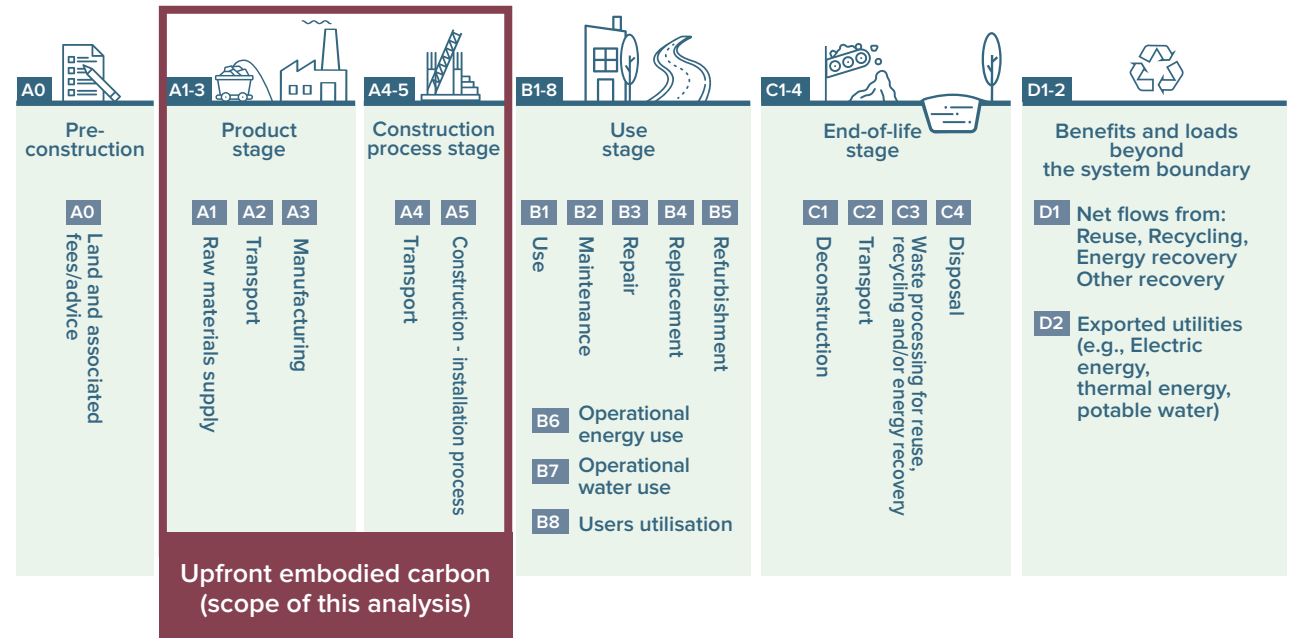 A0
Pre-
construction
A0
Land and associated
fees/advice
A1-3
Product
stage
A1
Raw materials supply
A2
Transport
A3
Manufacturing
A4-5
Construction
process stage
A4
Transport
A5
Construction - installation process
Upfront embodied carbon
(scope of this analysis)
B1-8
Use
stage
B1
Use
B2
Maintenance
B3
Repair
B4
Replacement
B5
Refurbishment
B6
Operational
energy use
B7
Operational
water use
B8
Users utilisation
C1-4
End-of-life
stage
C1
Deconstruction
C2
Transport
C3
Waste processing for reuse,
recycling and/or energy recovery
C4
Disposal
D1-2
Benefits and loads
beyond
the system boundary
D1
Net flows from:
Reuse, Recycling,
Energy recovery
Other recovery
D2
Exported utilities
(e.g., Electric
energy,
thermal energy,
potable water)